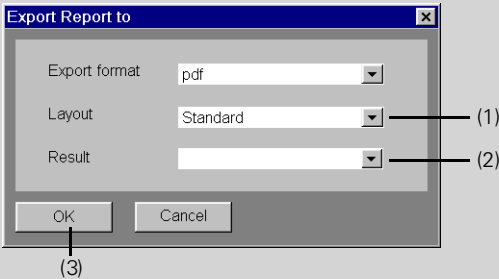 Export Report to
Export format pdf
Layout Standard (1)
Result (2)
OK Cancel
(3)